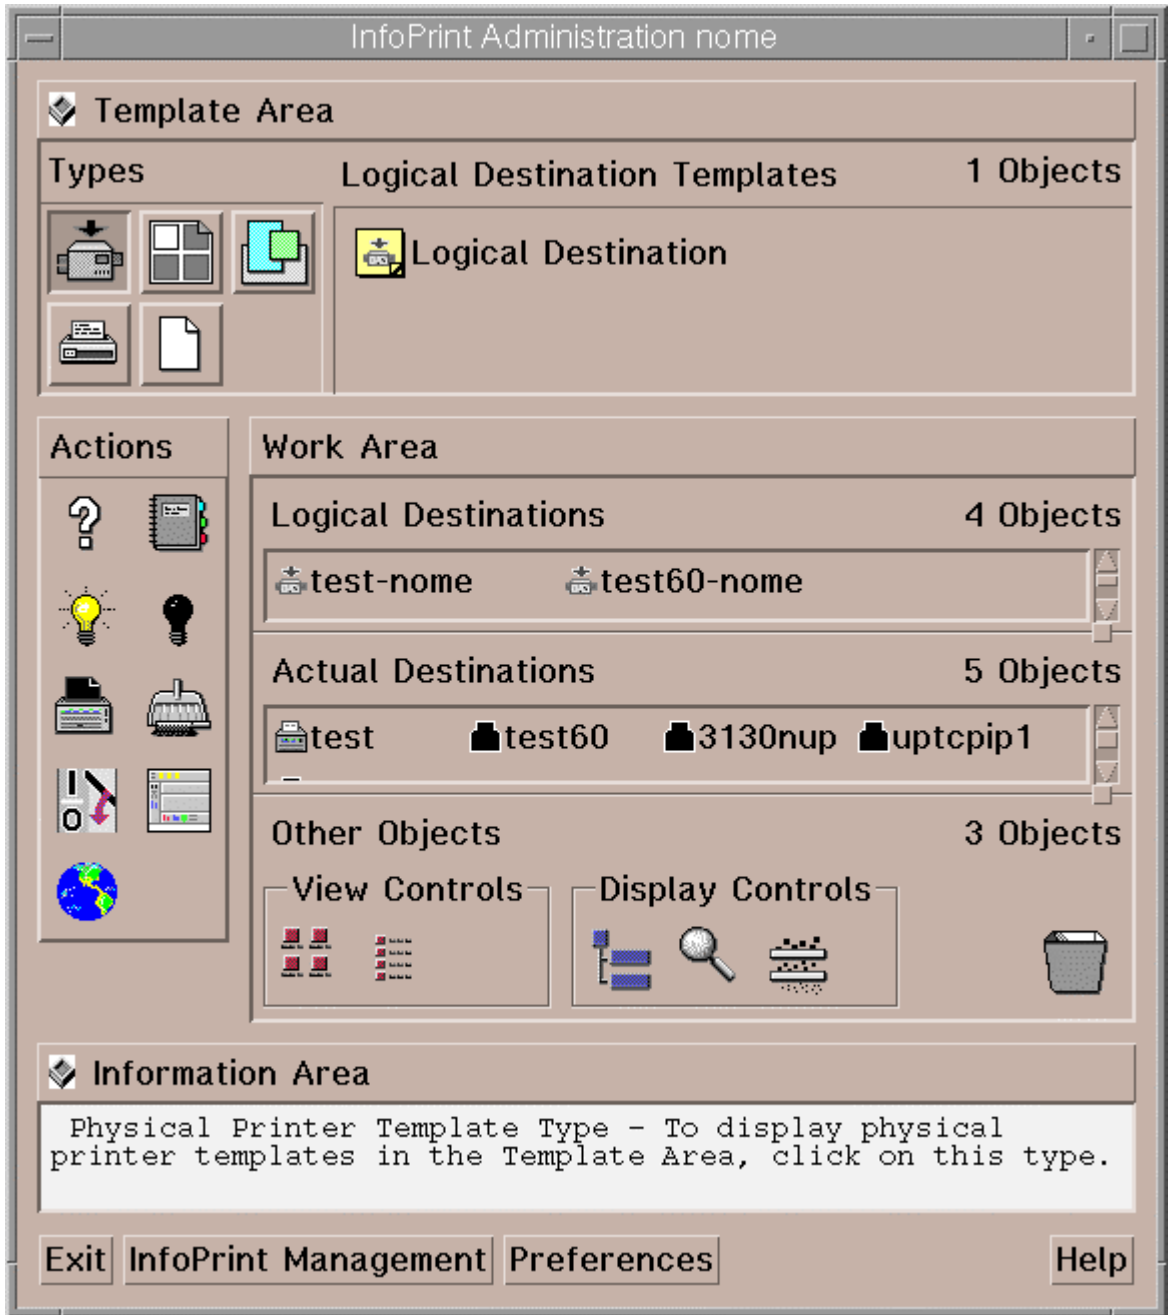 InfoPrint Administration nome
Template Area
Types
Logical Destination Templates 1 Objects
Logical Destination
Actions
Work Area
Logical Destinations 4 Objects
test-nome test60-nome
Actual Destinations 5 Objects
test test60 3130nup uptcpip1
Other Objects 3 Objects
View Controls Display Controls
Information Area
Physical Printer Template Type - To display physical
printer templates in the Template Area, click on this type.
Exit InfoPrint Management Preferences Help